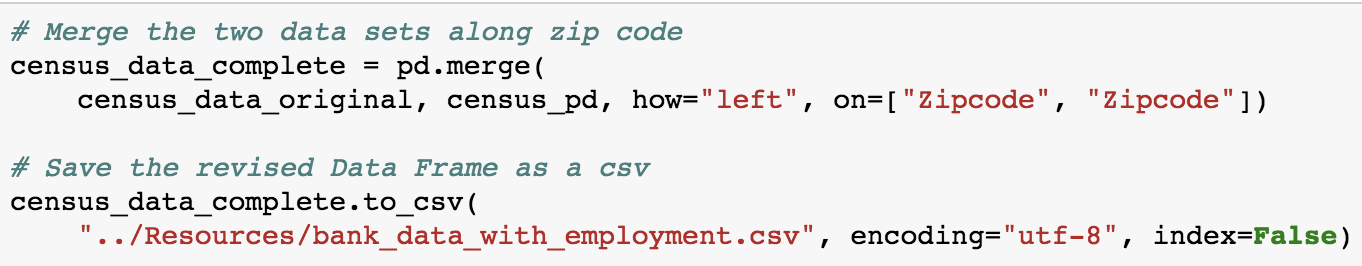 # Merge the two data sets along zip code
census_data_complete = pd.merge(
    census_data_original, census_pd, how="left", on=["Zipcode", "Zipcode"])

# Save the revised Data Frame as a csv
census_data_complete.to_csv(
    "../Resources/bank_data_with_employment.csv", encoding="utf-8", index=False)